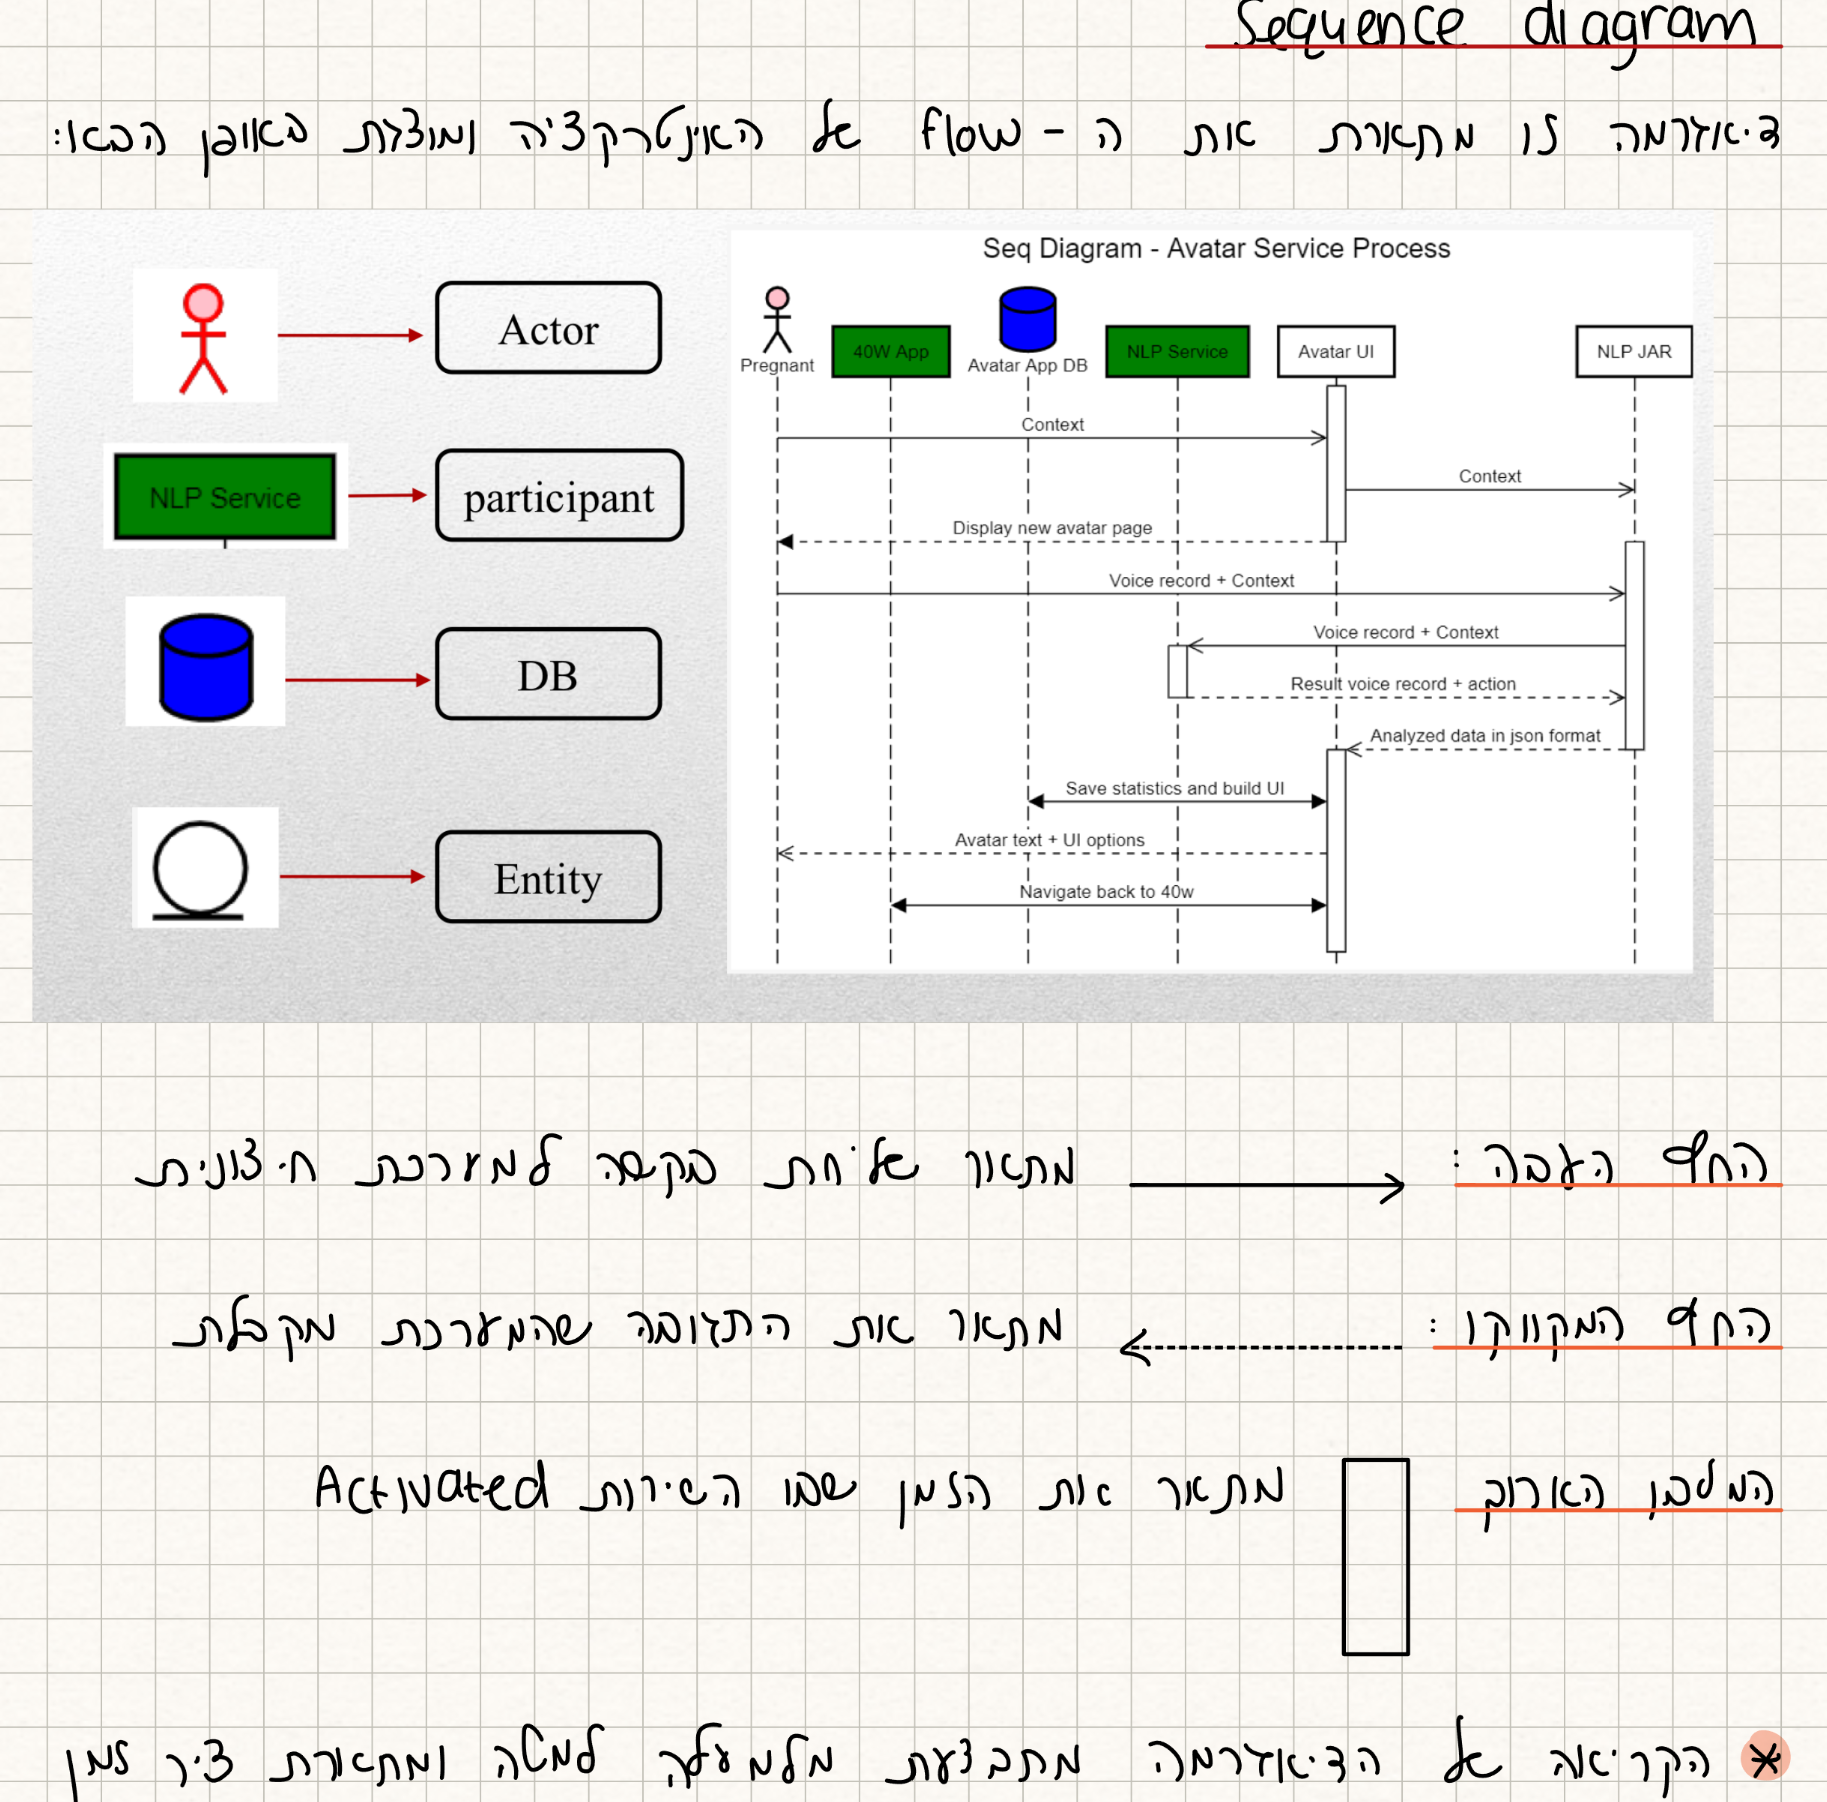 Sequence diagram
דיאגרמה זו מתארת את ה - flow של האינטרקציה ומוצגת באופן הבא:
Actor
NLP Service
participant
DB
Entity
Seq Diagram - Avatar Service Process
Pregnant
40W App
Avatar App DB
NLP Service
Avatar UI
NLP JAR
Context
Context
Display new avatar page
Voice record + Context
Voice record + Context
Result voice record + action
Analyzed data in json format
Save statistics and build UI
Avatar text + UI options
Navigate back to 40w
החץ העבה : מתאר שליחת בקשה למערכת חיצונית
החץ המקווקו : מתאר את התגובה שהמערכת מקבלת
המלבן הארוך מתאר את הזמן שבו השירות Activated
* הקריאה של הדיאגרמה מתבצעת מלמעלה למטה ומתארת ציר זמן